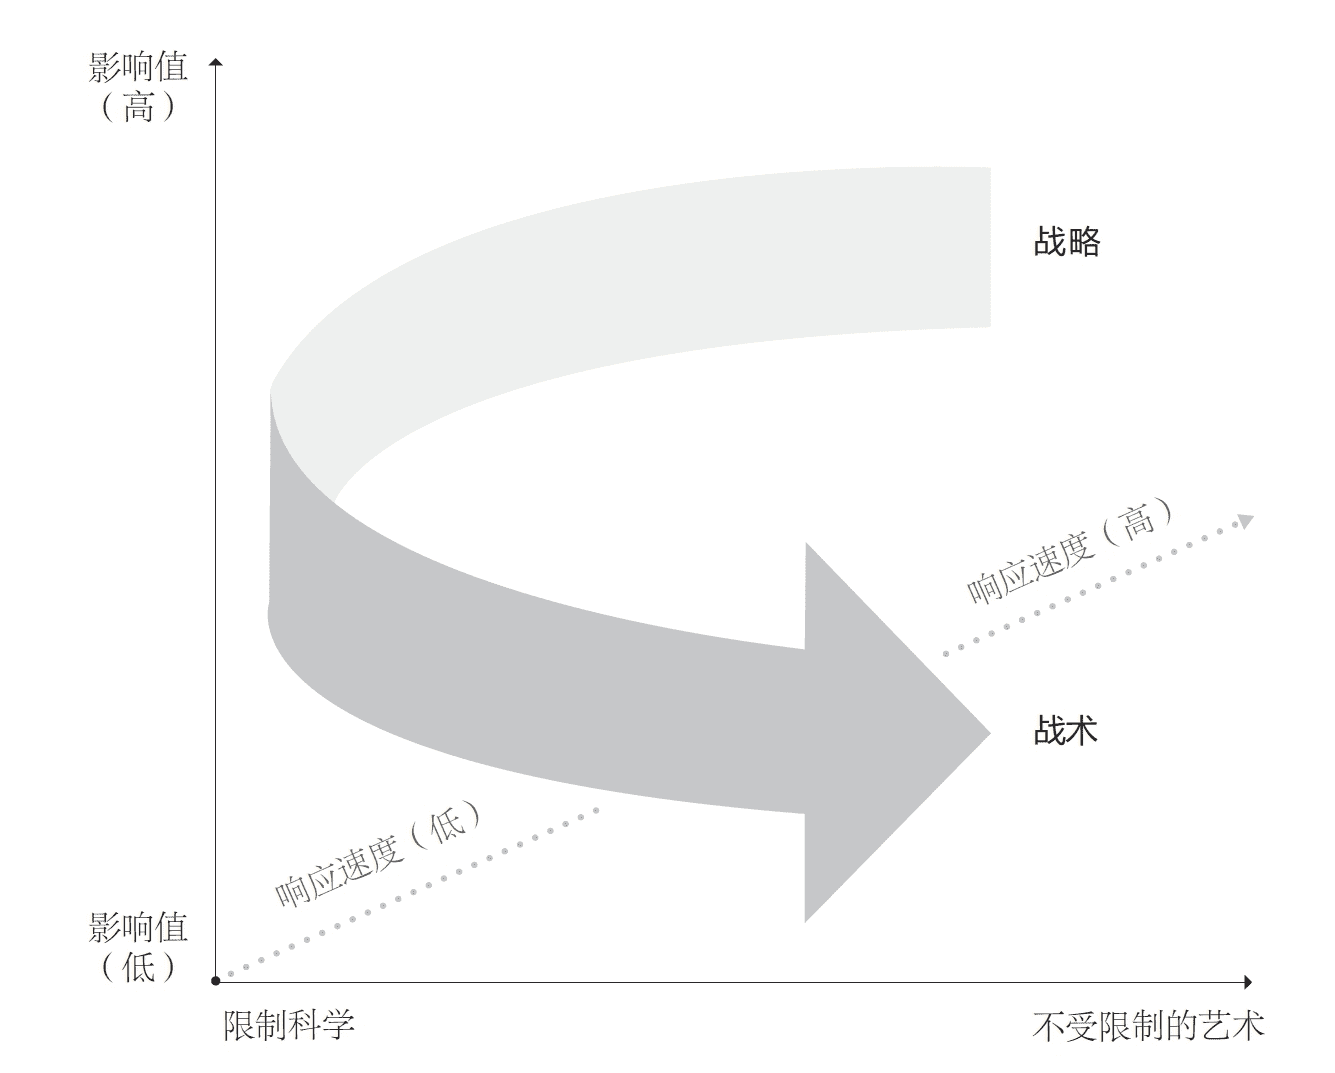 影响值
（高）
战略
响应速度（高）
战术
响应速度（低）
影响值
（低）
限制科学
不受限制的艺术